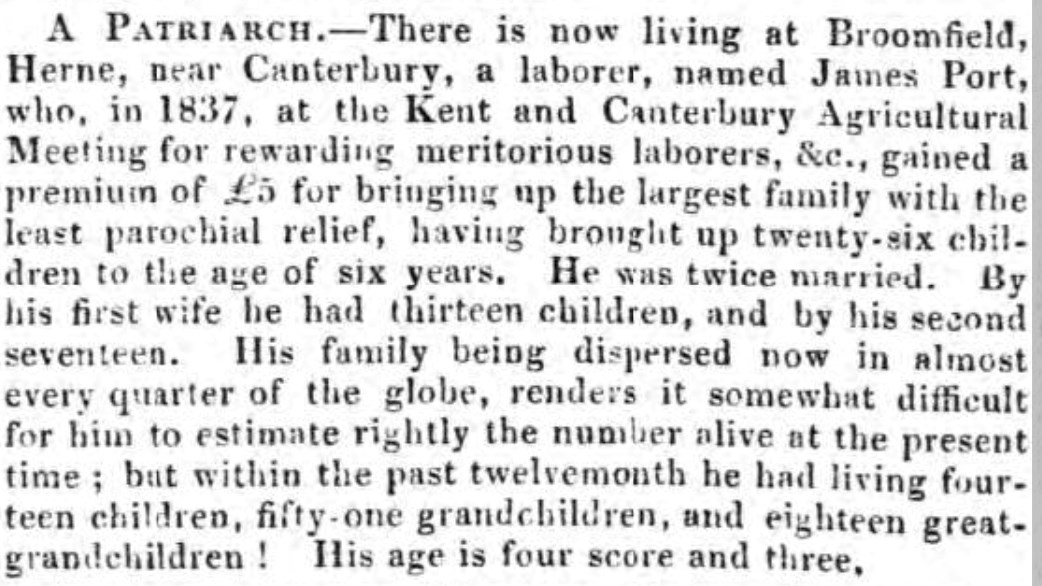 A PATRIARCH.—There is now living at Broomfield,
Herne, near Canterbury, a laborer, named James Port,
who, in 1837, at the Kent and Canterbury Agricultural
Meeting for rewarding meritorious laborers, &c., gained a
premium of £5 for bringing up the largest family with the
least parochial relief, having brought up twenty-six chil-
dren to the age of six years. He was twice married. By
his first wife he had thirteen children, and by his second
seventeen. His family being dispersed now in almost
every quarter of the globe, renders it somewhat difficult
for him to estimate rightly the number alive at the present
time ; but within the past twelvemonth he had living four-
teen children, fifty-one grandchildren, and eighteen great-
grandchildren ! His age is four score and three.